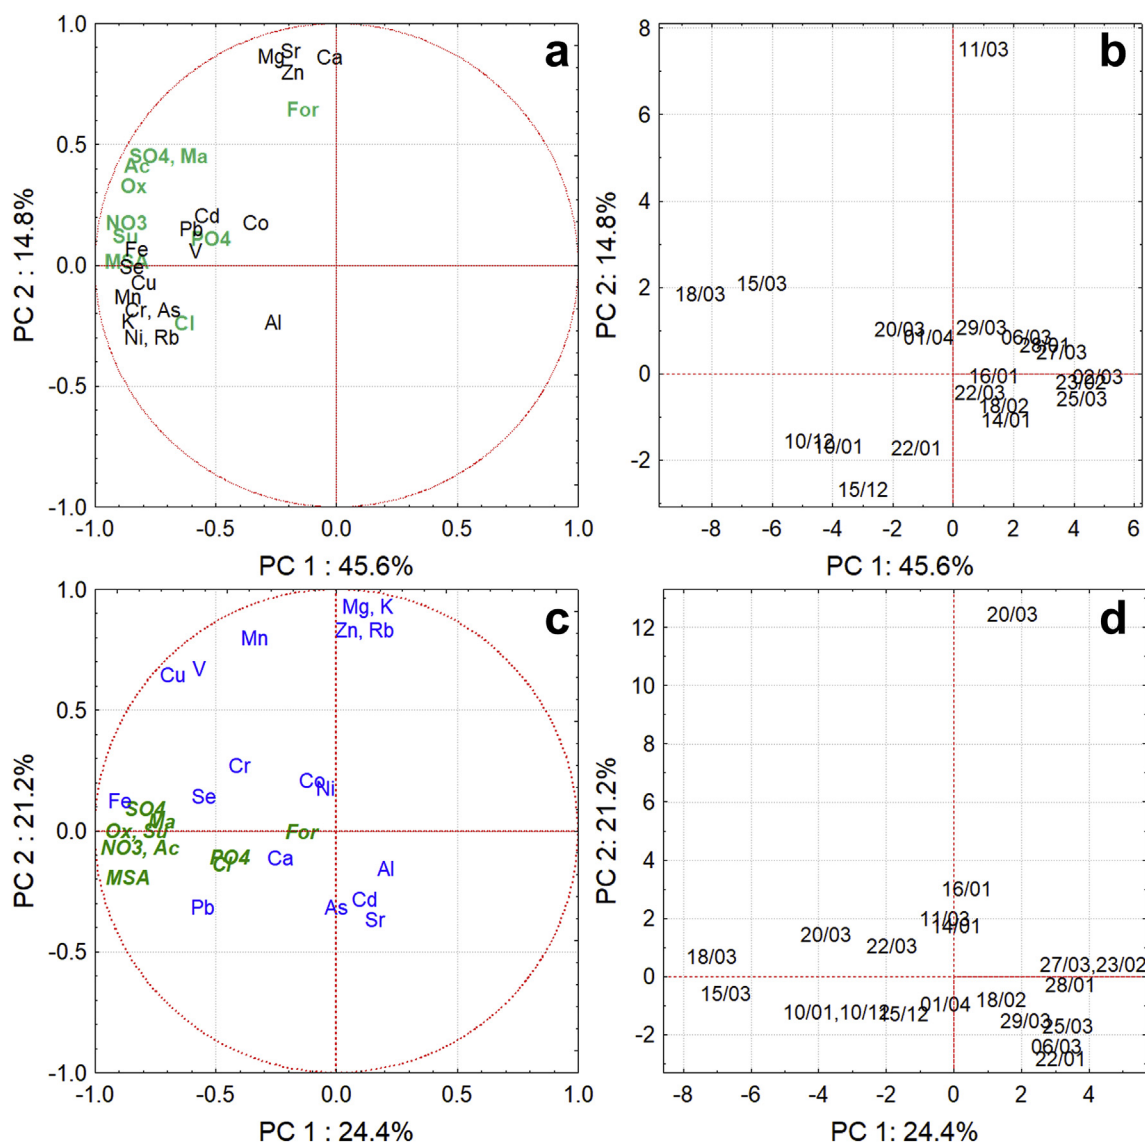 a
1.0
0.5
0.0
-0.5
-1.0
PC 2 : 14.8%
Mg
Sr
Ca
Zn
For
SO4, Ma
Ac
Ox
NO3
Su
Cd
Pb
PO4
Co
V
Fe
MSA
Se
Cu
Mn
Cr, As
K
Cl
Ni, Rb
Al
-1.0 -0.5 0.0 0.5 1.0
PC 1 : 45.6%
b
8
6
4
2
0
-2
PC 2: 14.8%
11/03
18/03
15/03
20/03
01/04
29/03
06/03
28/01
27/03
16/01
02/03
23/02
22/03
25/03
18/02
14/01
10/12
10/01
22/01
15/12
-8 -6 -4 -2 0 2 4 6
PC 1: 45.6%
c
1.0
0.5
0.0
-0.5
-1.0
PC 2 : 21.2%
Mg, K
Zn, Rb
Mn
Cu
V
Cr
Co
Ni
Se
Fe
SO4
Ma
Ox, Su
For
NO3, Ac
PO4
Cl
Ca
MSA
Al
Pb
As
Cd
Sr
-1.0 -0.5 0.0 0.5 1.0
PC 1 : 24.4%
d
12
10
8
6
4
2
0
-2
PC 2: 21.2%
20/03
16/01
11/03
14/01
20/03
22/03
18/03
15/03
27/03,23/02
28/01
10/01,10/12
15/12
01/04
18/02
29/03
25/03
06/03
22/01
-8 -6 -4 -2 0 2 4
PC 1 : 24.4%